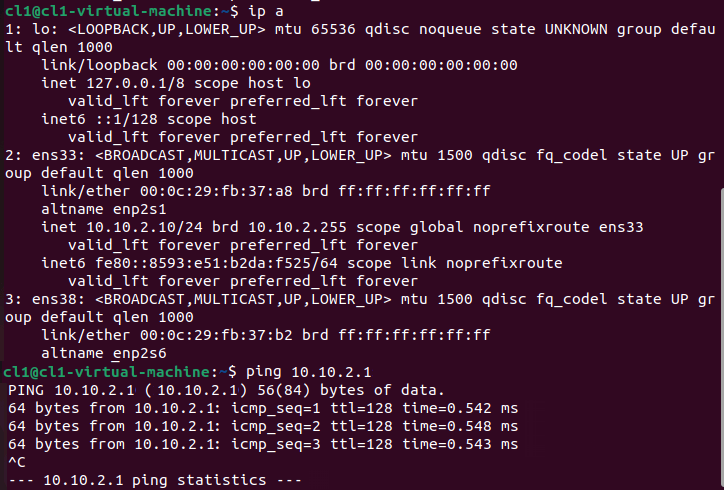 cl1@cl1-virtual-machine:~$ ip a
1: lo: <LOOPBACK,UP,LOWER_UP> mtu 65536 qdisc noqueue state UNKNOWN group defau
lt qlen 1000
    link/loopback 00:00:00:00:00:00 brd 00:00:00:00:00:00
    inet 127.0.0.1/8 scope host lo
       valid_lft forever preferred_lft forever
    inet6 ::1/128 scope host
       valid_lft forever preferred_lft forever
2: ens33: <BROADCAST,MULTICAST,UP,LOWER_UP> mtu 1500 qdisc fq_codel state UP gr
oup default qlen 1000
    link/ether 00:0c:29:fb:37:a8 brd ff:ff:ff:ff:ff:ff
    altname enp2s1
    inet 10.10.2.10/24 brd 10.10.2.255 scope global noprefixroute ens33
       valid_lft forever preferred_lft forever
    inet6 fe80::8593:e51:b2da:f525/64 scope link noprefixroute
       valid_lft forever preferred_lft forever
3: ens38: <BROADCAST,MULTICAST,UP,LOWER_UP> mtu 1500 qdisc fq_codel state UP gr
oup default qlen 1000
    link/ether 00:0c:29:fb:37:b2 brd ff:ff:ff:ff:ff:ff
    altname enp2s6
cl1@cl1-virtual-machine:~$ ping 10.10.2.1
PING 10.10.2.1 (10.10.2.1) 56(84) bytes of data.
64 bytes from 10.10.2.1: icmp_seq=1 ttl=128 time=0.542 ms
64 bytes from 10.10.2.1: icmp_seq=2 ttl=128 time=0.548 ms
64 bytes from 10.10.2.1: icmp_seq=3 ttl=128 time=0.543 ms
^C
--- 10.10.2.1 ping statistics ---